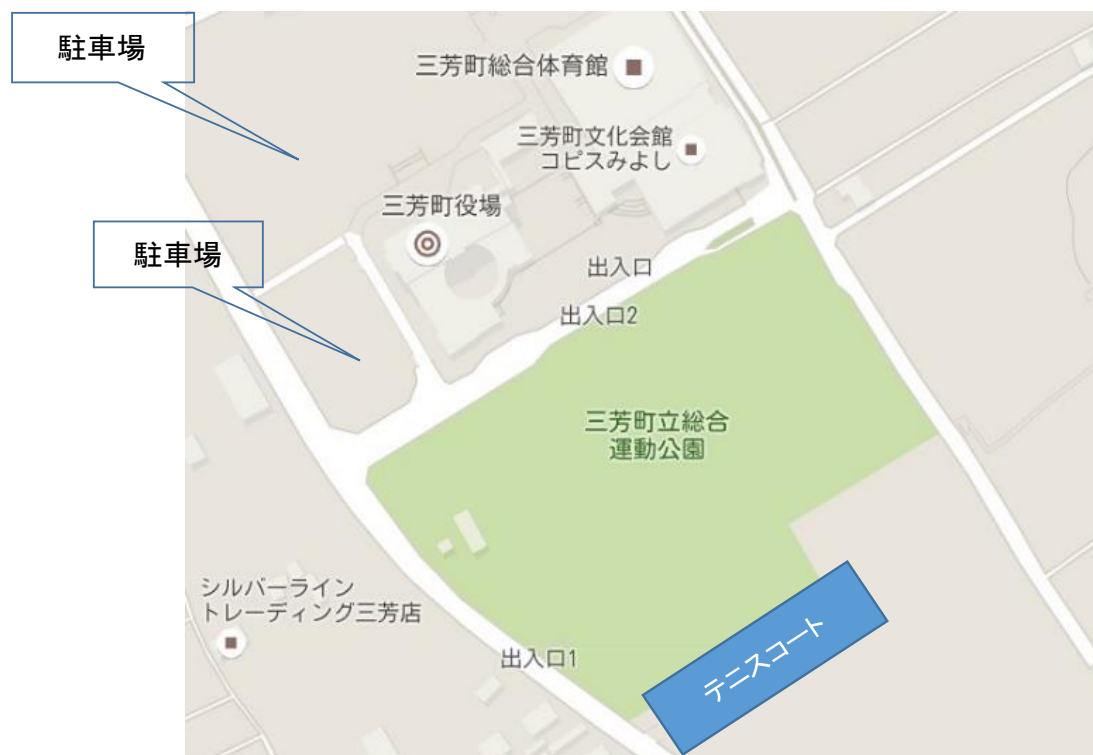 駐車場
三芳町総合体育館
三芳町文化会館
コピスみよし
三芳町役場
駐車場
出入口
出入口2
三芳町立総合
運動公園
シルバーライン
トレーディング三芳店
テニスコート
出入口1